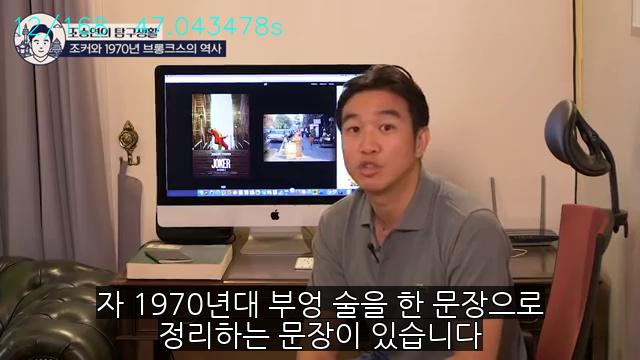 12/168 47.043478s
조승연의 탐구생활
조커와 1970년 브롱크스의 역사
JOKER
자 1970년대 부엉 술을 한 문장으로
정리하는 문장이 있습니다